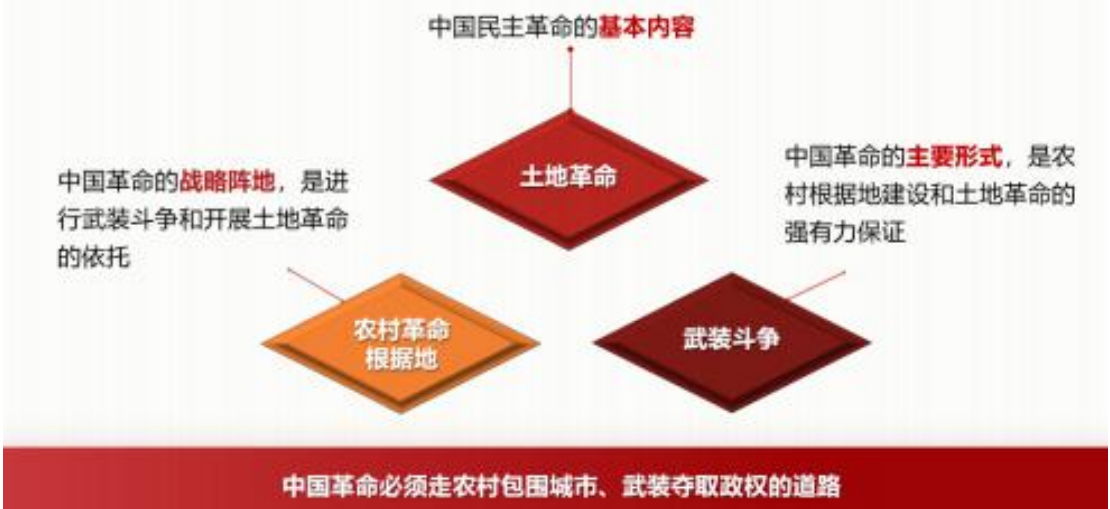 中国民主革命的基本内容
土地革命
中国革命的战略阵地，是进
行武装斗争和开展土地革命
的依托
中国革命的主要形式，是农
村根据地建设和土地革命的
强有力保证
农村革命
根据地
武装斗争
中国革命必须走农村包围城市、武装夺取政权的道路